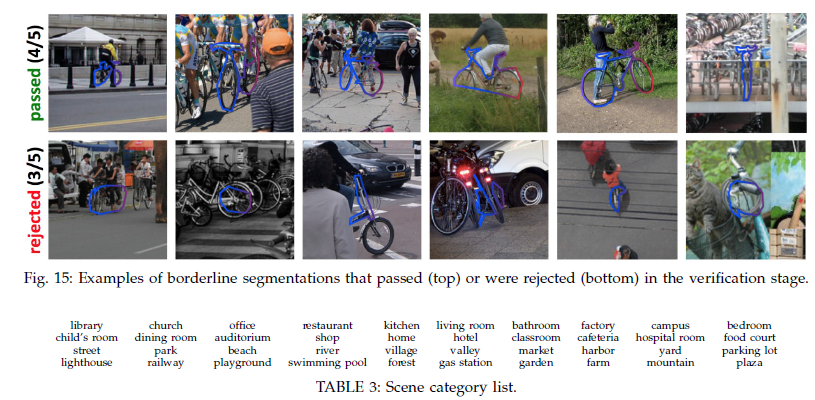 passed (4/5)
rejected (3/5)
Fig. 15: Examples of borderline segmentations that passed (top) or were rejected (bottom) in the verification stage.
library church office restaurant kitchen living room bathroom factory campus bedroom
child's room dining room auditorium shop home hotel classroom cafeteria hospital room food court
street park beach river village valley market harbor yard parking lot
lighthouse railway playground swimming pool forest gas station garden farm mountain plaza
TABLE 3: Scene category list.